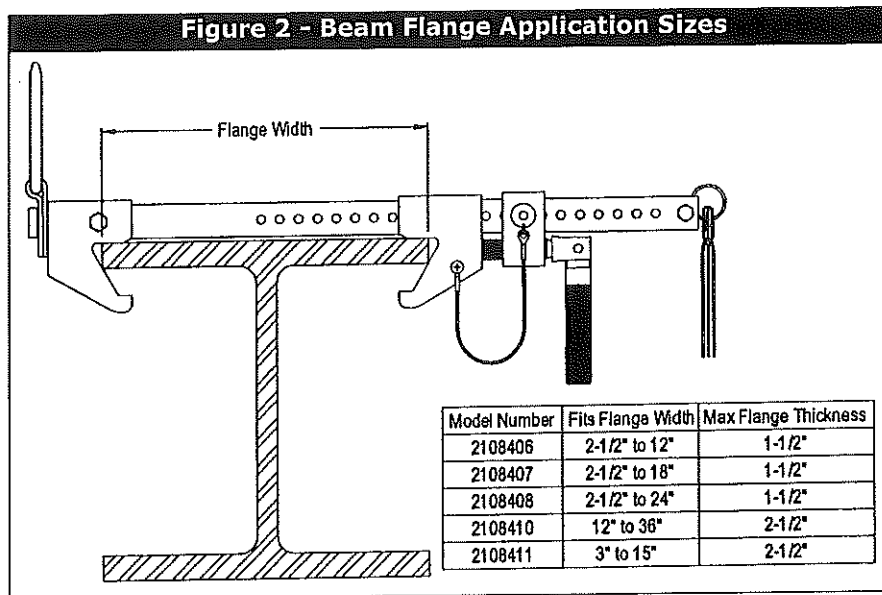 Figure 2 - Beam Flange Application Sizes
Flange Width
Model Number Fits Flange Width Max Flange Thickness
2108406 2-1/2" to 12" 1-1/2"
2108407 2-1/2" to 18" 1-1/2"
2108408 2-1/2" to 24" 1-1/2"
2108410 12" to 36" 2-1/2"
2108411 3" to 15" 2-1/2"